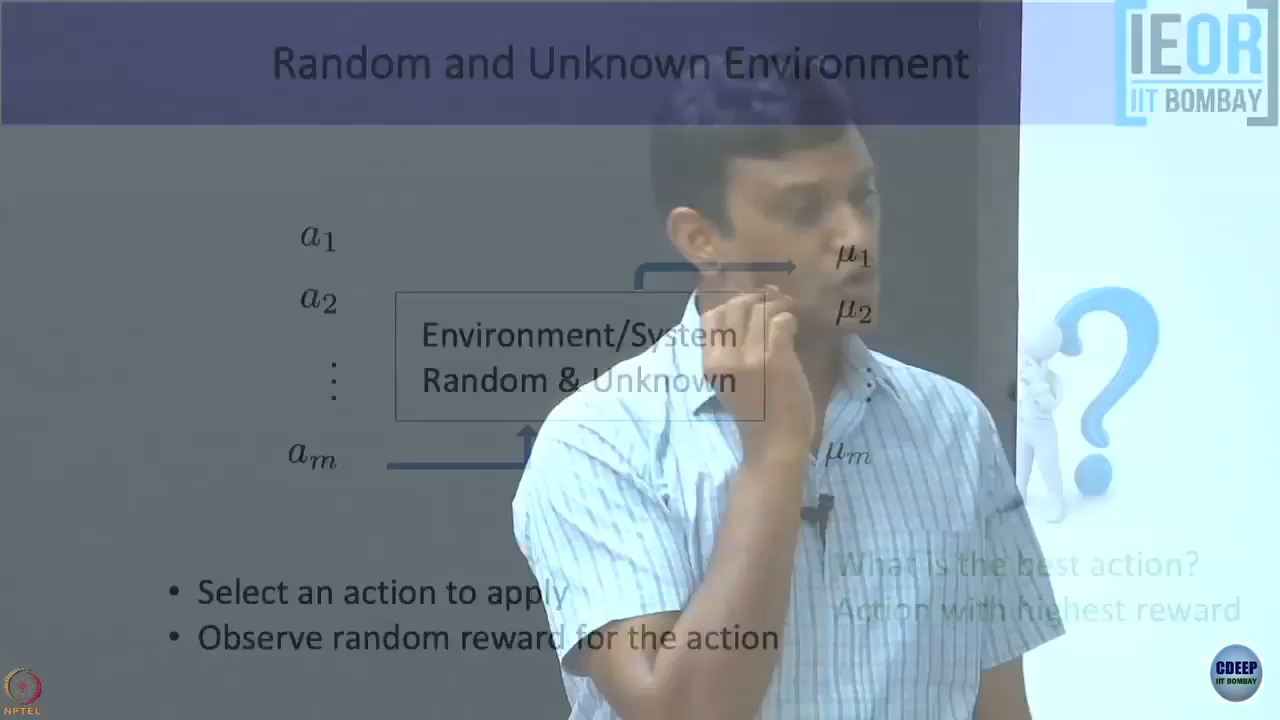 Random and Unknown Environment
IEOR
IIT BOMBAY
a₁
a₂
⋮
aₘ
Environment/System
Random & Unknown
μ₁
μ₂
μₘ
• Select an action to apply
• Observe random reward for the action
What is the best action?
Action with highest reward
NPTEL
CDEEP
IIT BOMBAY